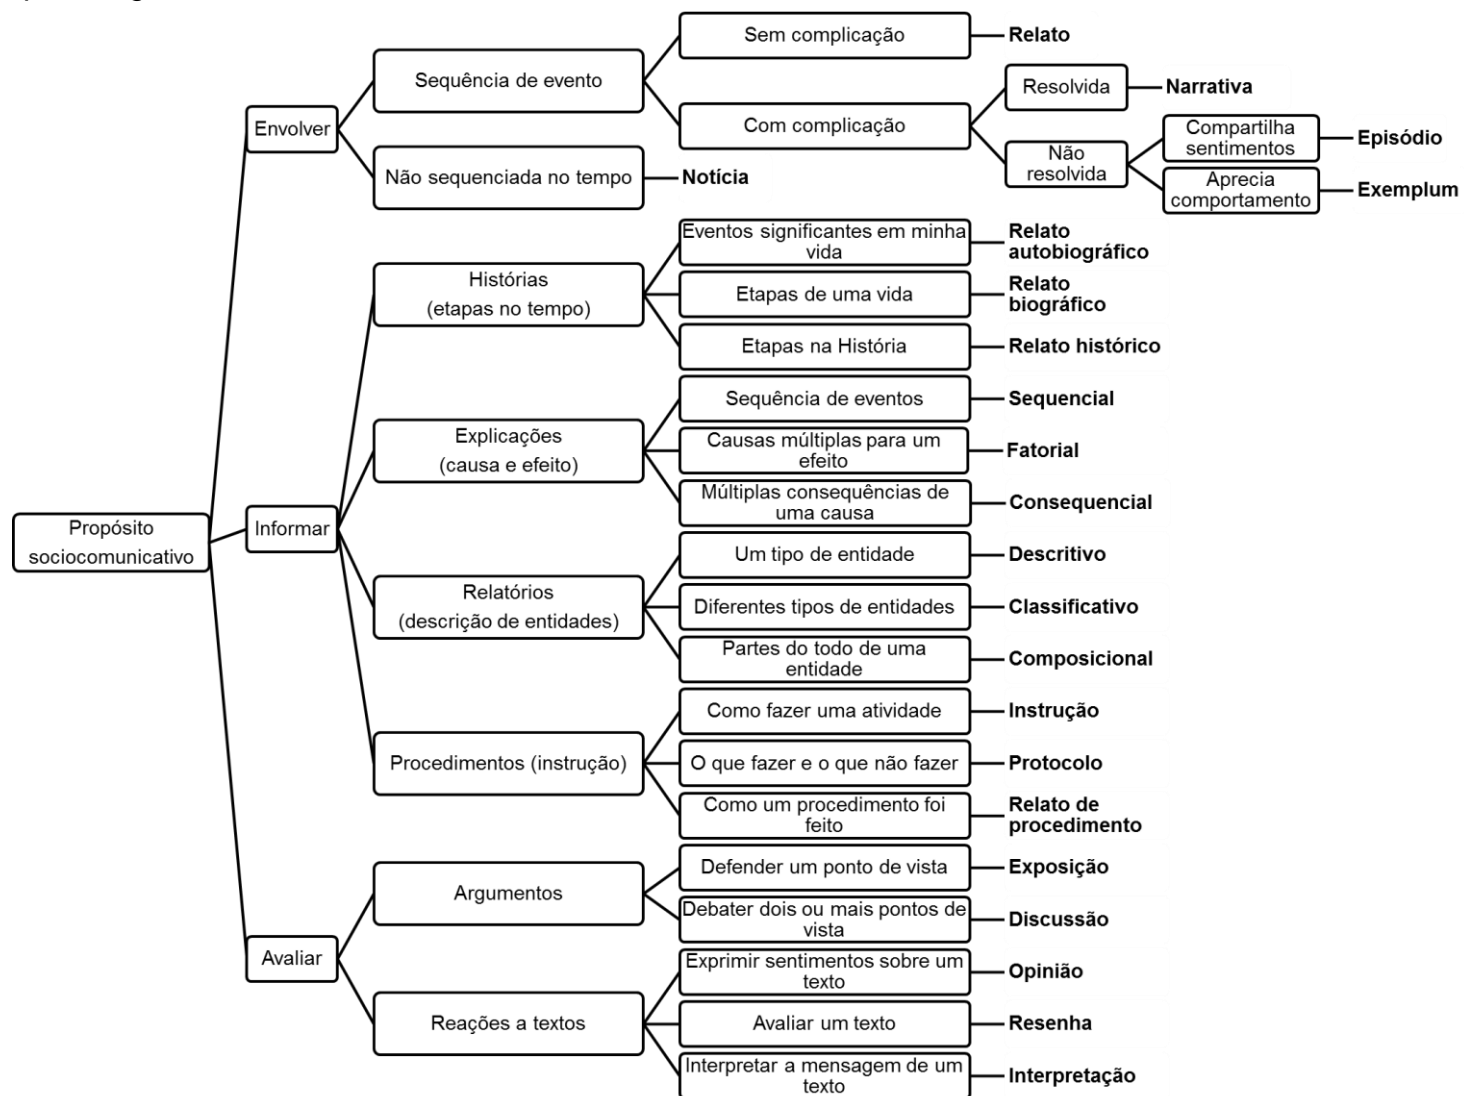 Propósito
sociocomunicativo
Envolver
Sequência de evento
Sem complicação
Relato
Com complicação
Resolvida
Narrativa
Não
resolvida
Compartilha
sentimentos
Episódio
Aprecia
comportamento
Exemplum
Não sequenciada no tempo
Notícia
Informar
Histórias
(etapas no tempo)
Eventos significantes em minha
vida
Relato
autobiográfico
Etapas de uma vida
Relato
biográfico
Etapas na História
Relato histórico
Explicações
(causa e efeito)
Sequência de eventos
Sequencial
Causas múltiplas para um
efeito
Fatorial
Múltiplas consequências de
uma causa
Consequencial
Relatórios
(descrição de entidades)
Um tipo de entidade
Descritivo
Diferentes tipos de entidades
Classificativo
Partes do todo de uma
entidade
Composicional
Procedimentos (instrução)
Como fazer uma atividade
Instrução
O que fazer e o que não fazer
Protocolo
Como um procedimento foi
feito
Relato de
procedimento
Avaliar
Argumentos
Defender um ponto de vista
Exposição
Debater dois ou mais pontos de
vista
Discussão
Reações a textos
Exprimir sentimentos sobre um
texto
Opinião
Avaliar um texto
Resenha
Interpretar a mensagem de um
texto
Interpretação